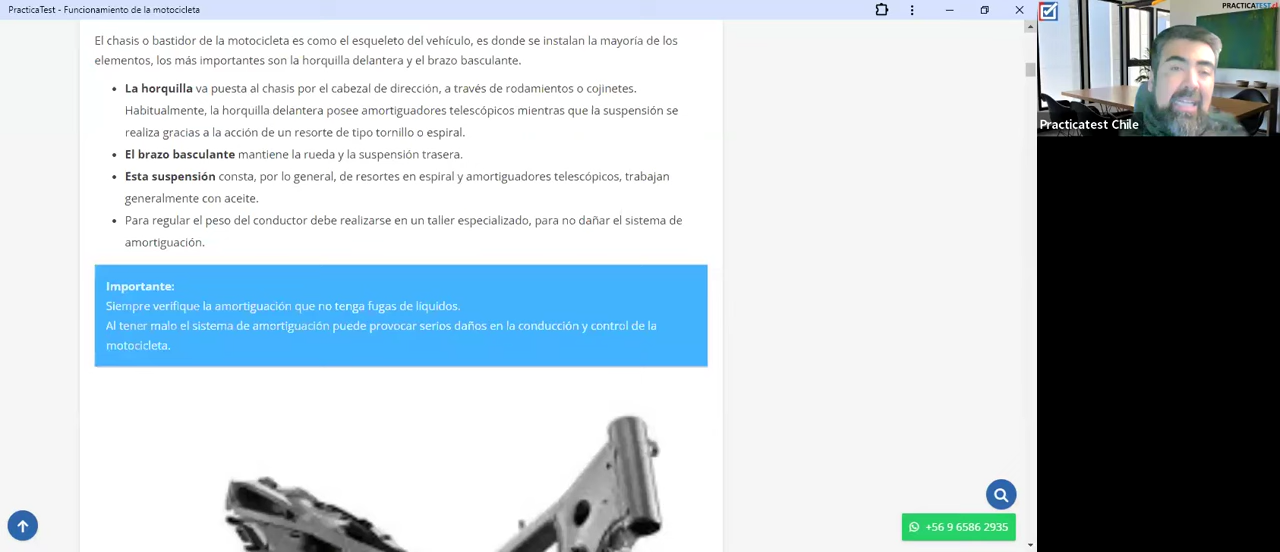 PracticaTest - Funcionamiento de la motocicleta
PRACTICATEST.cl
El chasis o bastidor de la motocicleta es como el esqueleto del vehículo, es donde se instalan la mayoría de los
elementos, los más importantes son la horquilla delantera y el brazo basculante.
La horquilla va puesta al chasis por el cabezal de dirección, a través de rodamientos o cojinetes.
Habitualmente, la horquilla delantera posee amortiguadores telescópicos mientras que la suspensión se
realiza gracias a la acción de un resorte de tipo tornillo o espiral.
El brazo basculante mantiene la rueda y la suspensión trasera.
Esta suspensión consta, por lo general, de resortes en espiral y amortiguadores telescópicos, trabajan
generalmente con aceite.
Para regular el peso del conductor debe realizarse en un taller especializado, para no dañar el sistema de
amortiguación.
Importante:
Siempre verifique la amortiguación que no tenga fugas de líquidos.
Al tener malo el sistema de amortiguación puede provocar serios daños en la conducción y control de la
motocicleta.
Practicatest Chile
+56 9 6586 2935